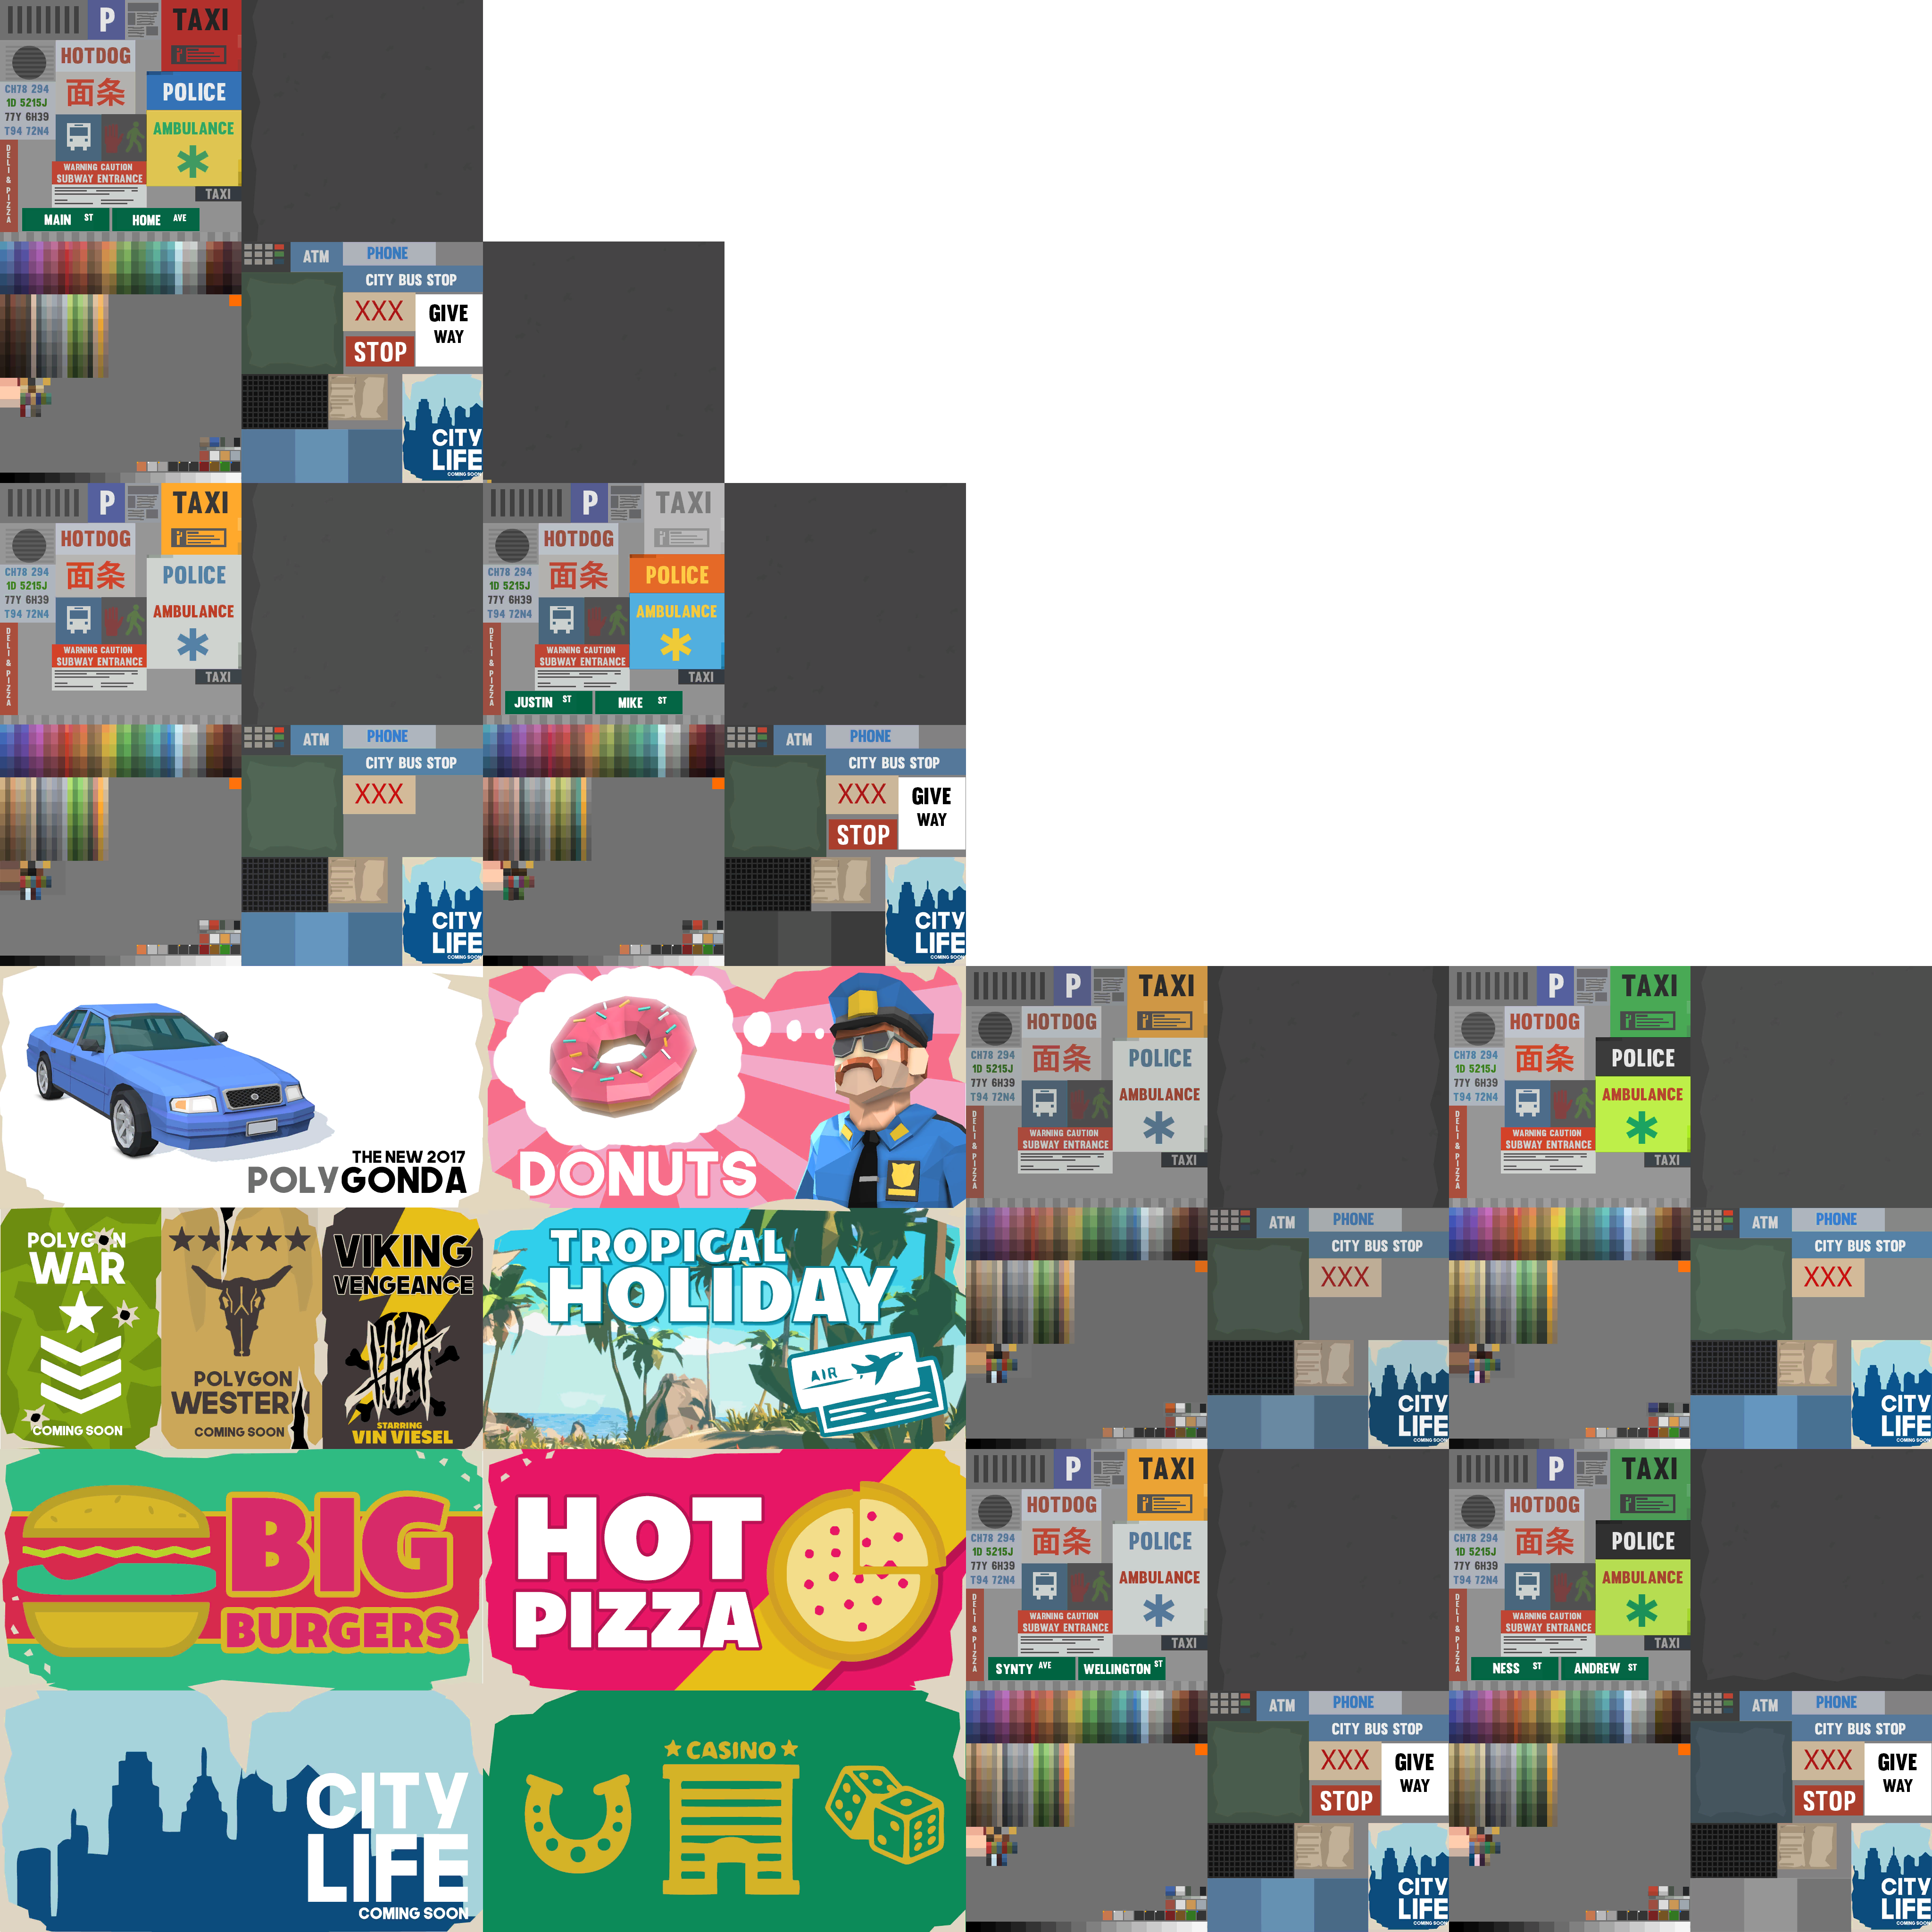 P
TAXI
HOTDOG
面条
CH78 294
1D 5215J
77Y 6H39
T94 72N4
POLICE
AMBULANCE
WARNING CAUTION
SUBWAY ENTRANCE
DELI & PIZZA
TAXI
MAIN ST
HOME AVE
ATM
PHONE
CITY BUS STOP
XXX
GIVE
WAY
STOP
CITY
LIFE
COMING SOON
P
TAXI
HOTDOG
面条
CH78 294
1D 5215J
77Y 6H39
T94 72N4
POLICE
AMBULANCE
WARNING CAUTION
SUBWAY ENTRANCE
DELI & PIZZA
TAXI
ATM
PHONE
CITY BUS STOP
XXX
CITY
LIFE
COMING SOON
P
TAXI
HOTDOG
面条
CH78 294
1D 5215J
77Y 6H39
T94 72N4
POLICE
AMBULANCE
WARNING CAUTION
SUBWAY ENTRANCE
DELI & PIZZA
TAXI
JUSTIN ST
MIKE ST
ATM
PHONE
CITY BUS STOP
XXX
GIVE
WAY
STOP
CITY
LIFE
COMING SOON
THE NEW 2017
POLYGONDA
DONUTS
POLYGON
WAR
COMING SOON
POLYGON
WESTERN
COMING SOON
VIKING
VENGEANCE
STARRING
VIN VIESEL
TROPICAL
HOLIDAY
AIR
BIG
BURGERS
HOT
PIZZA
CITY
LIFE
COMING SOON
CASINO
P
TAXI
HOTDOG
面条
CH78 294
1D 5215J
77Y 6H39
T94 72N4
POLICE
AMBULANCE
WARNING CAUTION
SUBWAY ENTRANCE
DELI & PIZZA
TAXI
ATM
PHONE
CITY BUS STOP
XXX
CITY
LIFE
COMING SOON
P
TAXI
HOTDOG
面条
CH78 294
1D 5215J
77Y 6H39
T94 72N4
POLICE
AMBULANCE
WARNING CAUTION
SUBWAY ENTRANCE
DELI & PIZZA
TAXI
ATM
PHONE
CITY BUS STOP
XXX
CITY
LIFE
COMING SOON
P
TAXI
HOTDOG
面条
CH78 294
1D 5215J
77Y 6H39
T94 72N4
POLICE
AMBULANCE
WARNING CAUTION
SUBWAY ENTRANCE
DELI & PIZZA
TAXI
SYNTY AVE
WELLINGTON ST
ATM
PHONE
CITY BUS STOP
XXX
GIVE
WAY
STOP
CITY
LIFE
COMING SOON
P
TAXI
HOTDOG
面条
CH78 294
1D 5215J
77Y 6H39
T94 72N4
POLICE
AMBULANCE
WARNING CAUTION
SUBWAY ENTRANCE
DELI & PIZZA
TAXI
NESS ST
ANDREW ST
ATM
PHONE
CITY BUS STOP
XXX
GIVE
WAY
STOP
CITY
LIFE
COMING SOON